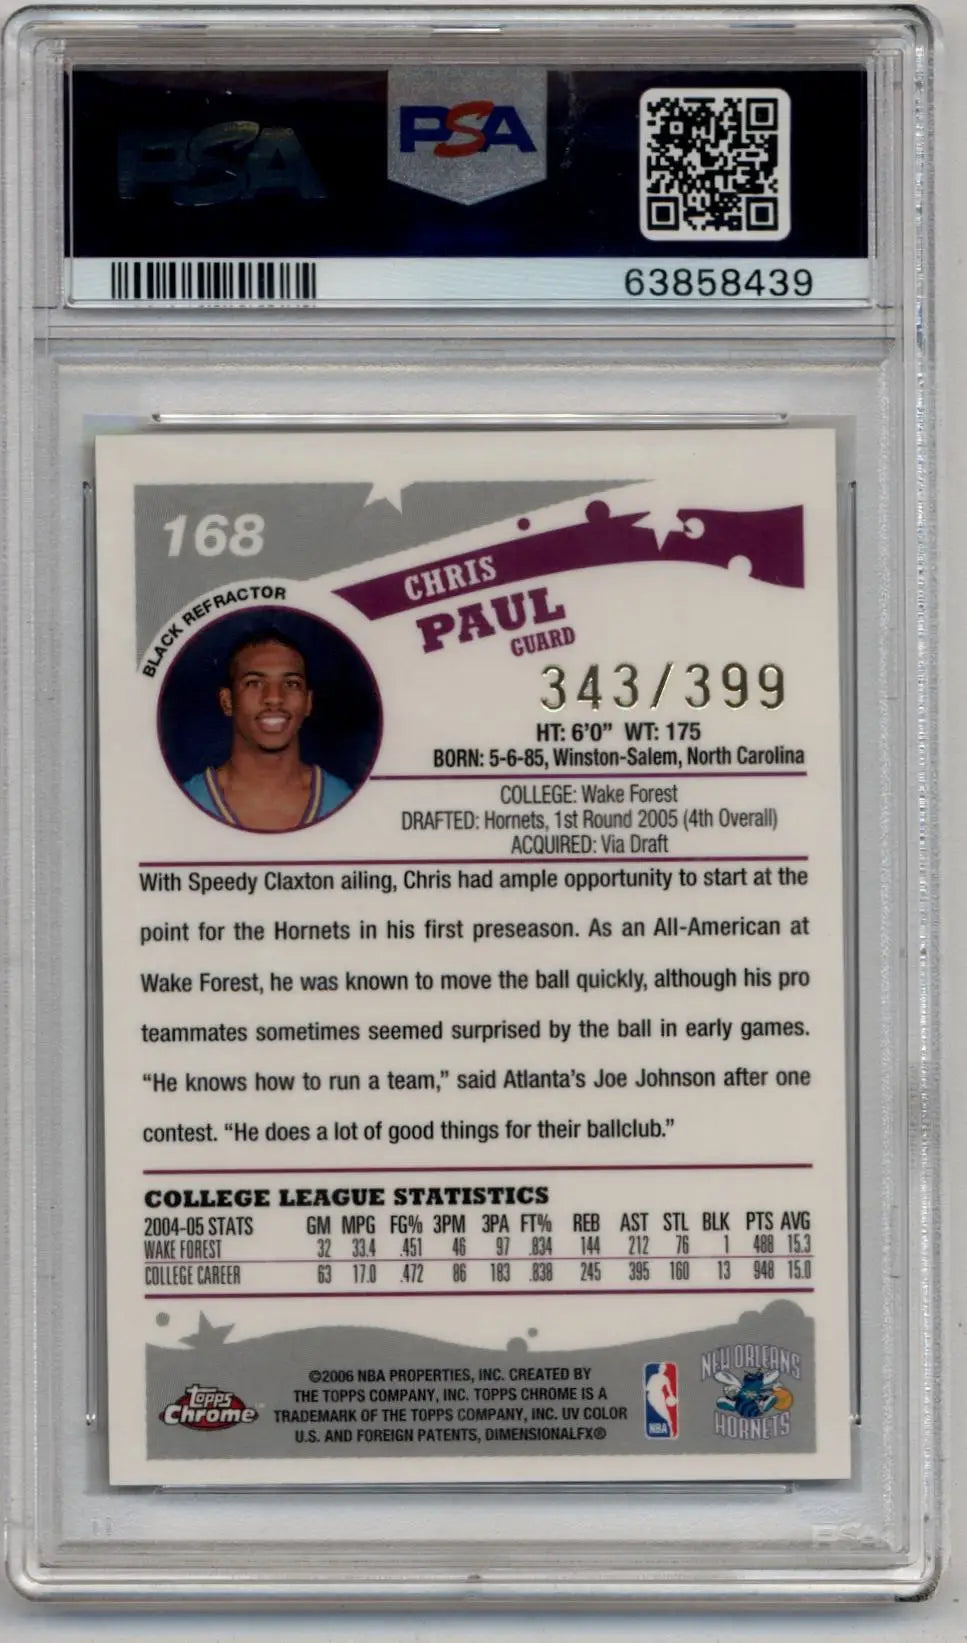 PSA
PSA
63858439
168
CHRIS
PAUL
GUARD
BLACK REFRACTOR
343/399
HT: 6'0” WT: 175
BORN: 5-6-85, Winston-Salem, North Carolina
COLLEGE: Wake Forest
DRAFTED: Hornets, 1st Round 2005 (4th Overall)
ACQUIRED: Via Draft
With Speedy Claxton ailing, Chris had ample opportunity to start at the
point for the Hornets in his first preseason. As an All-American at
Wake Forest, he was known to move the ball quickly, although his pro
teammates sometimes seemed surprised by the ball in early games.
“He knows how to run a team,” said Atlanta's Joe Johnson after one
contest. “He does a lot of good things for their ballclub.”
COLLEGE LEAGUE STATISTICS
2004-05 STATS GM MPG FG% 3PM 3PA FT% REB AST STL BLK PTS AVG
WAKE FOREST 32 33.4 .451 46 97 .834 144 212 76 1 488 15.3
COLLEGE CAREER 63 17.0 .472 86 183 .838 245 395 160 13 948 15.0
©2006 NBA PROPERTIES, INC. CREATED BY
THE TOPPS COMPANY, INC. TOPPS CHROME IS A
TRADEMARK OF THE TOPPS COMPANY, INC. UV COLOR
U.S. AND FOREIGN PATENTS, DIMENSIONALFX®
Topps
Chrome
NBA
NEW ORLEANS
HORNETS
PSA